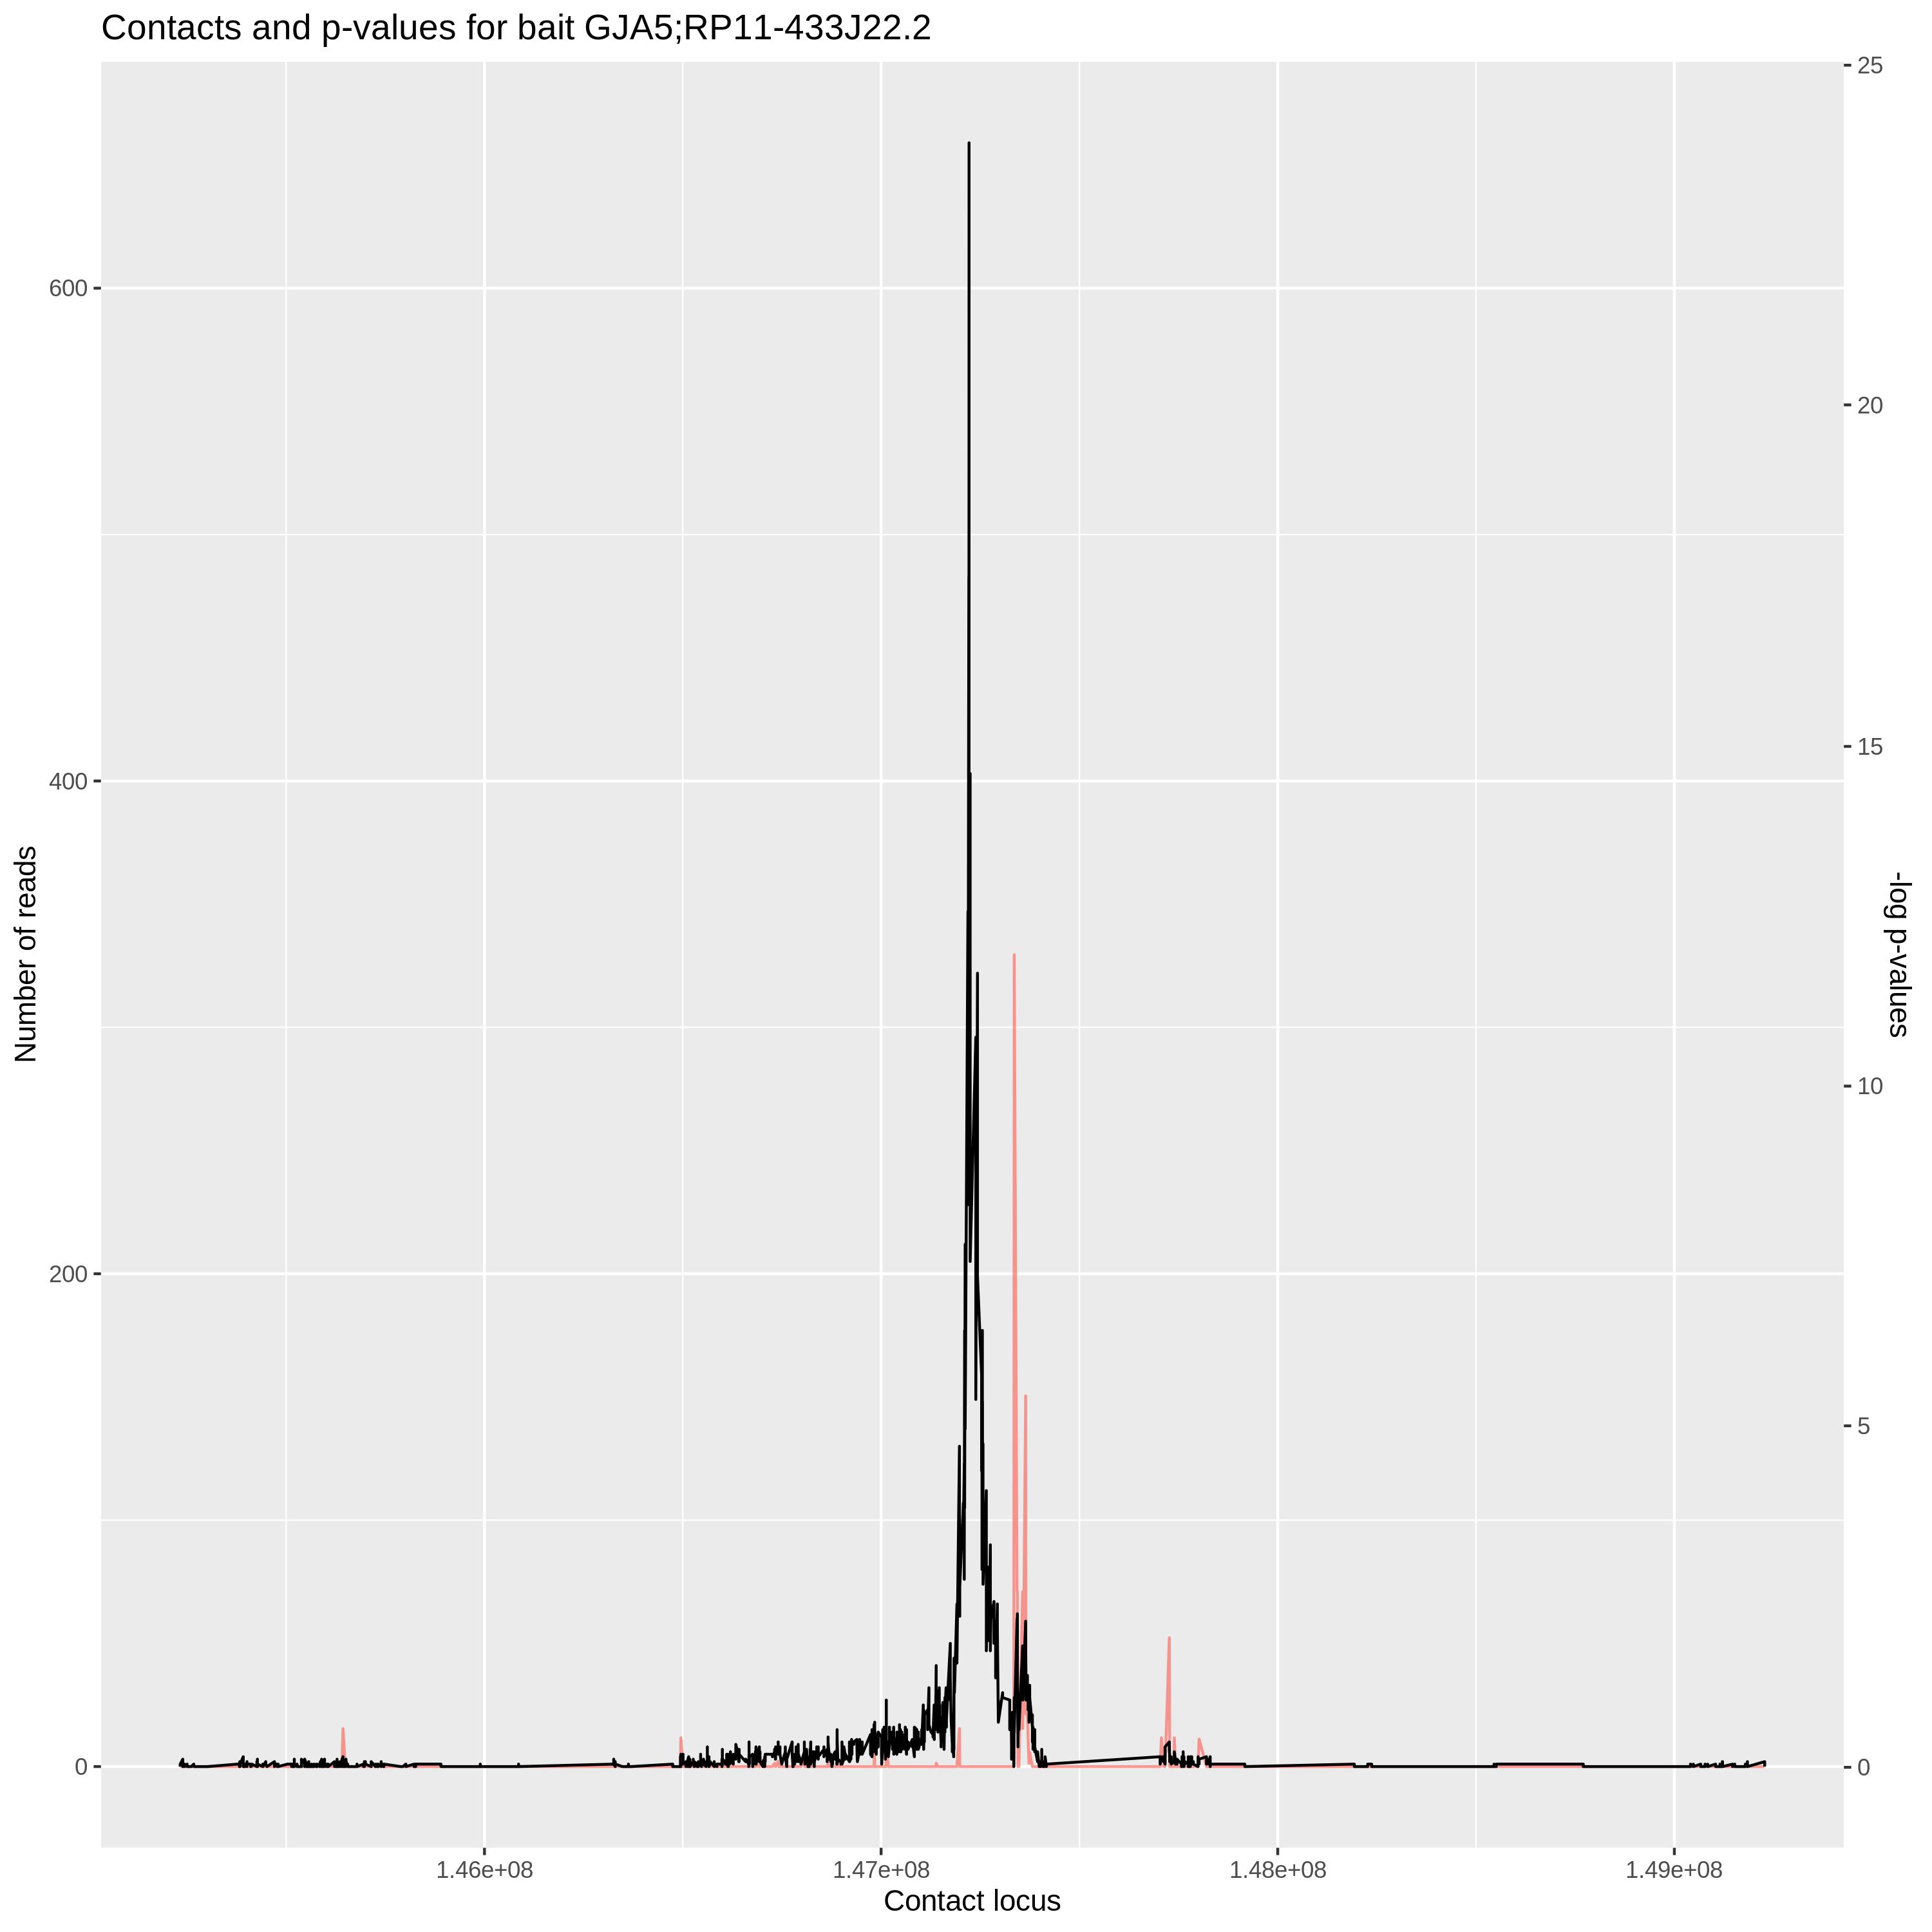 Contacts and p-values for bait GJA5;RP11-433J22.2
600
400
200
0
Number of reads
25
20
15
10
5
0
-log p-values
1.46e+08
1.47e+08
1.48e+08
1.49e+08
Contact locus